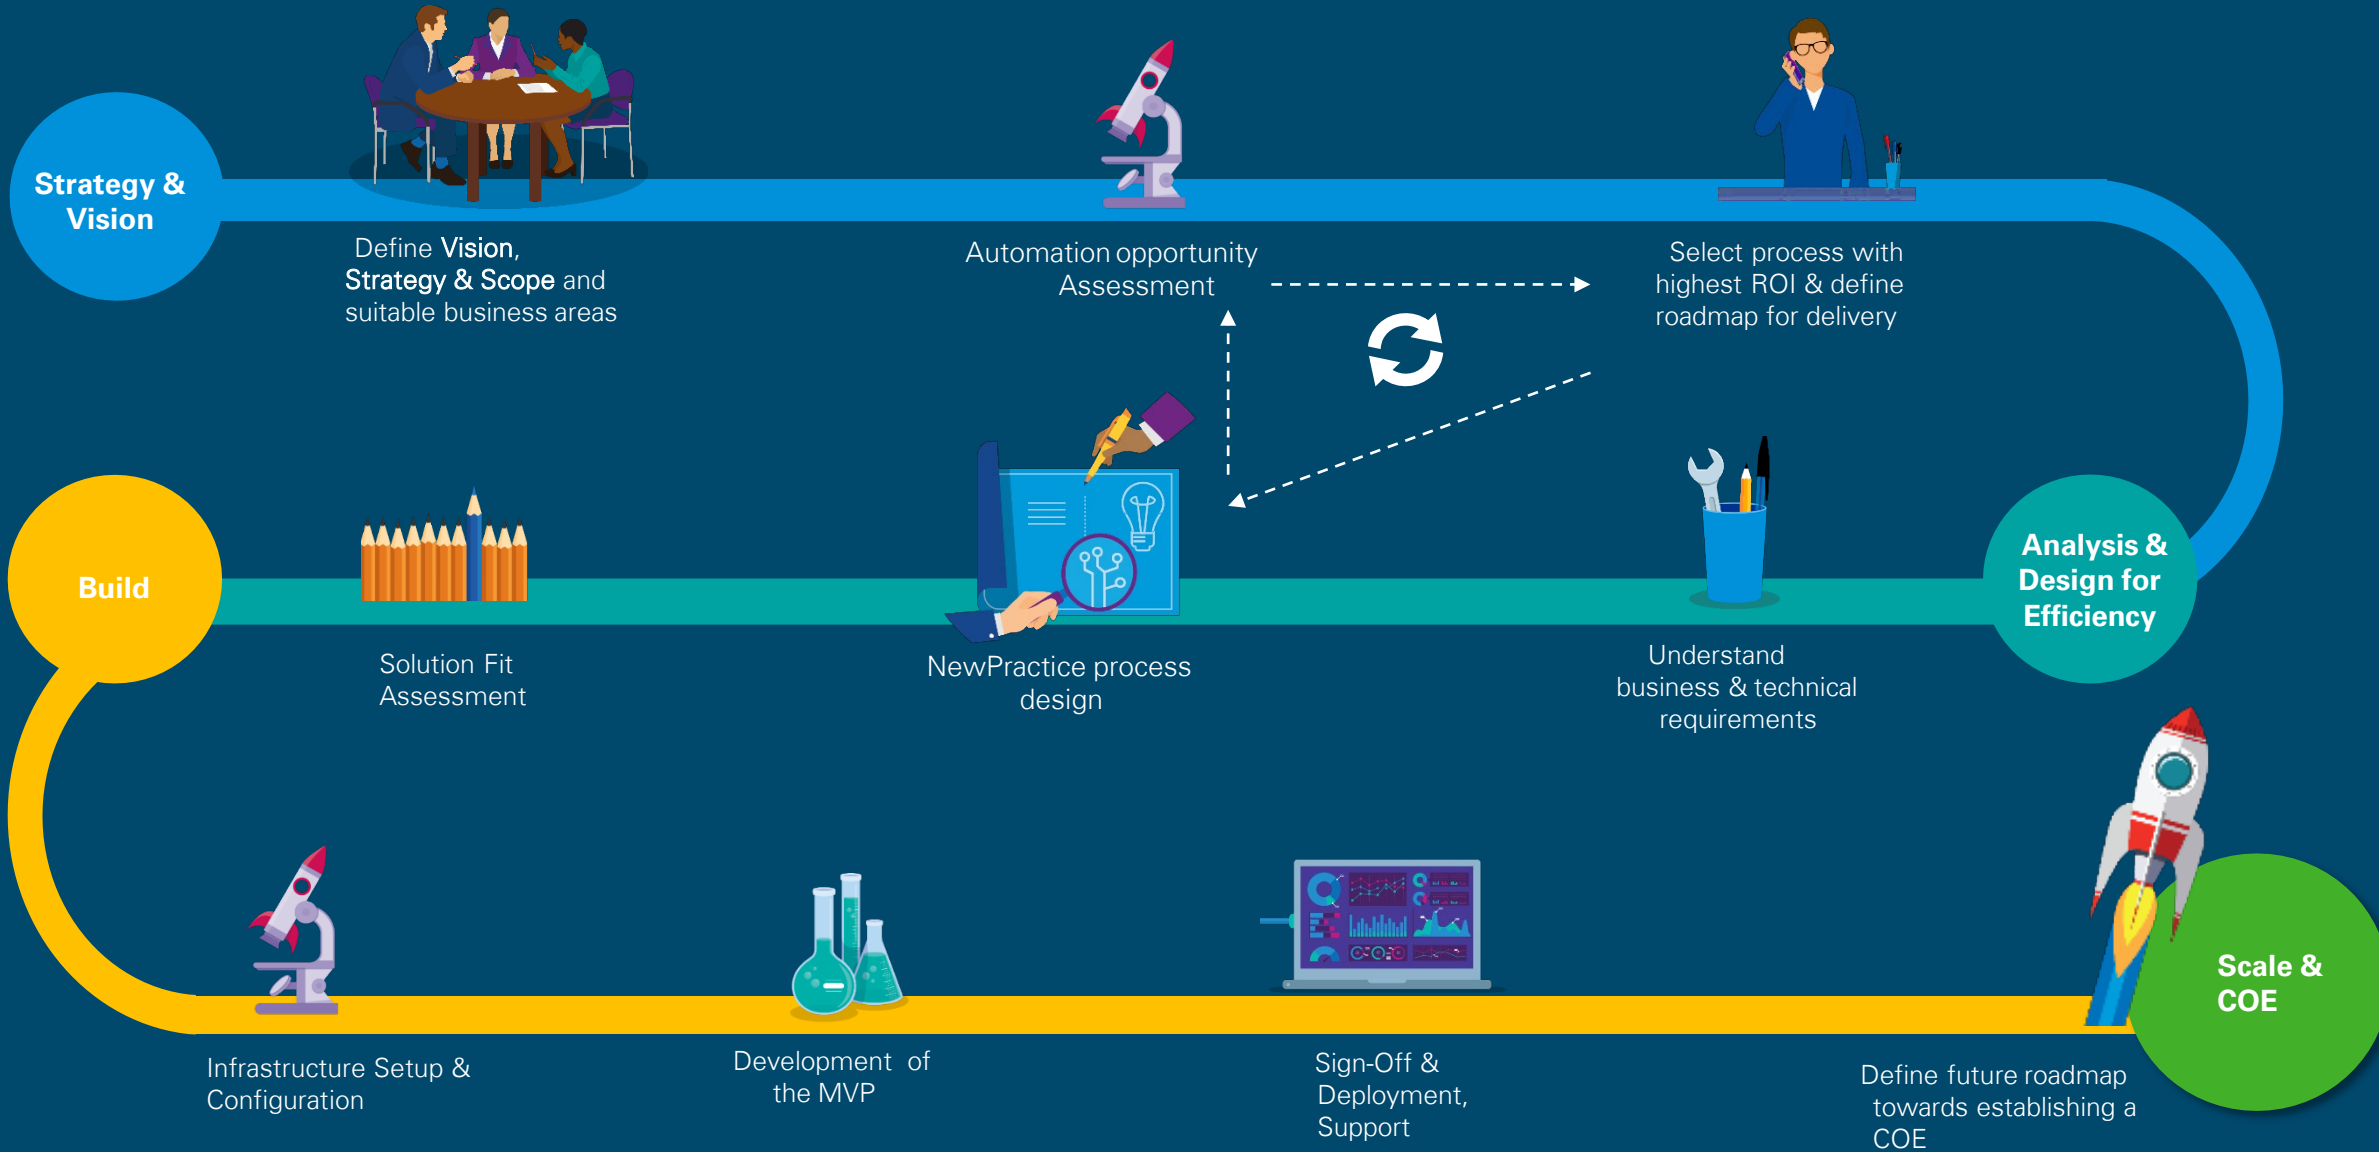 Strategy &
Vision
Define Vision,
Strategy & Scope and
suitable business areas
Automation opportunity
Assessment
Select process with
highest ROI & define
roadmap for delivery
Analysis &
Design for
Efficiency
Understand
business & technical
requirements
NewPractice process
design
Solution Fit
Assessment
Build
Infrastructure Setup &
Configuration
Development of
the MVP
Sign-Off &
Deployment,
Support
Define future roadmap
towards establishing a
COE
Scale &
COE